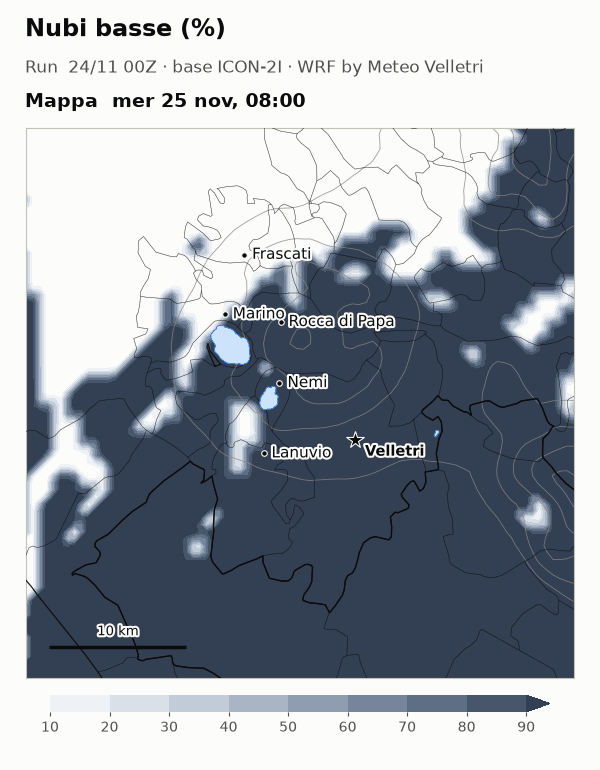 Nubi basse (%)
Run  24/11 00Z · base ICON-2I · WRF by Meteo Velletri
Mappa  mer 25 nov, 08:00
Frascati
Marino
Rocca di Papa
Nemi
Velletri
Lanuvio
10 km
10 20 30 40 50 60 70 80 90